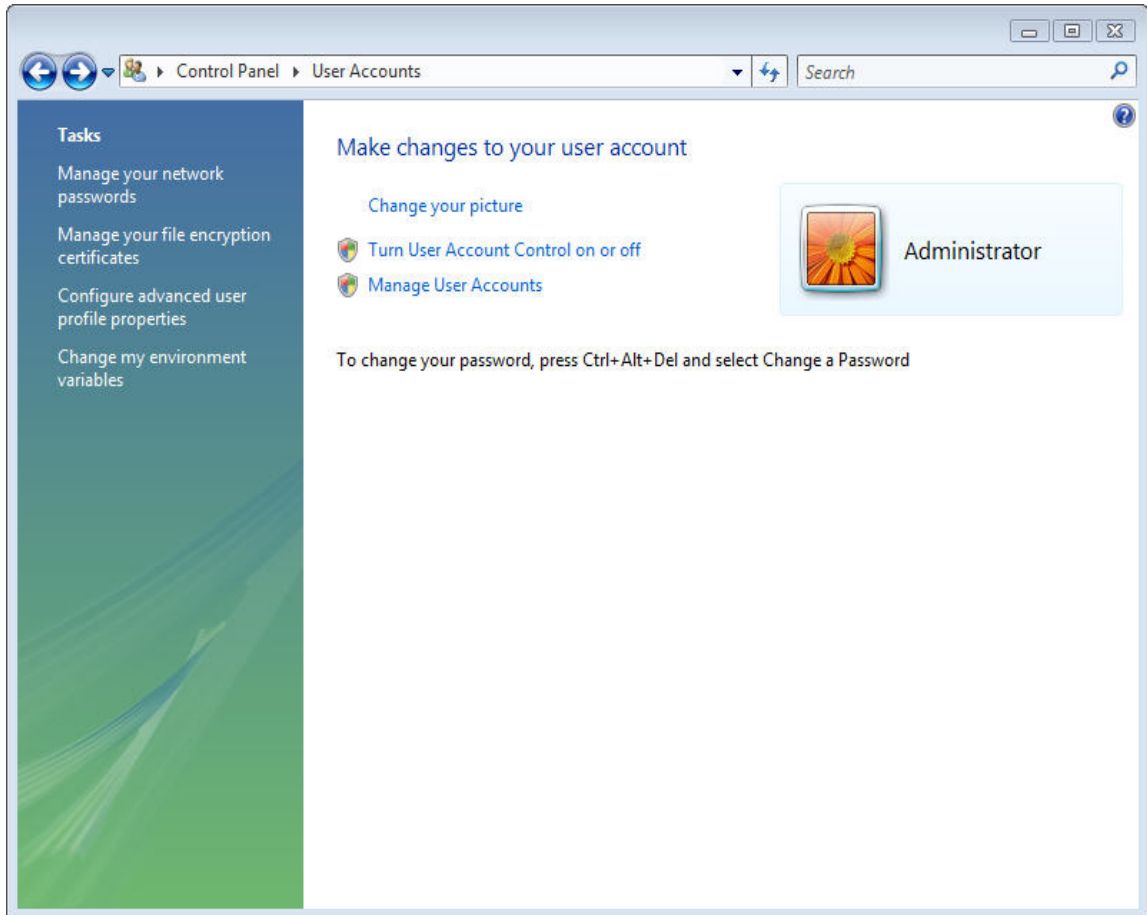 Control Panel
User Accounts
Search
Tasks
Manage your network
passwords
Manage your file encryption
certificates
Configure advanced user
profile properties
Change my environment
variables
Make changes to your user account
Change your picture
Turn User Account Control on or off
Manage User Accounts
Administrator
To change your password, press Ctrl+Alt+Del and select Change a Password